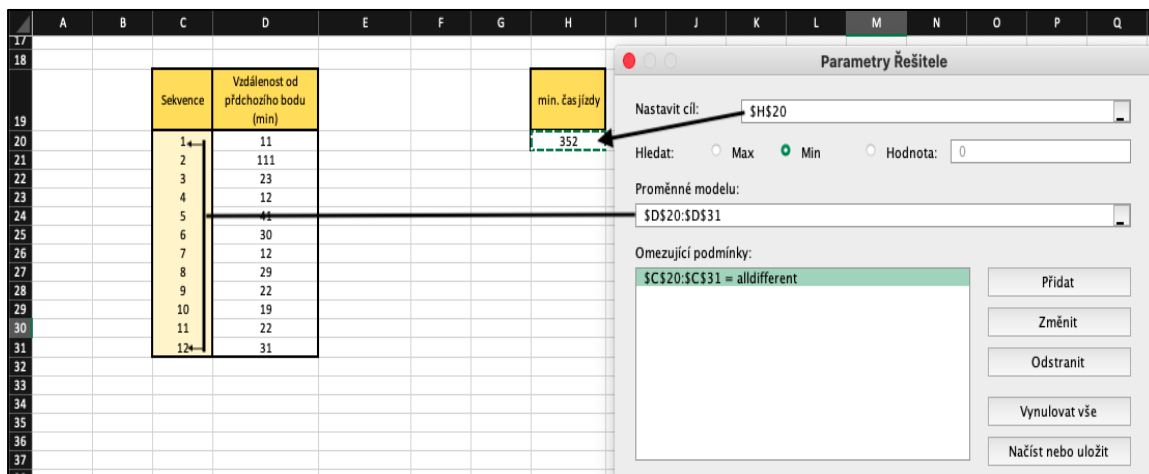 A B C D E F G H I J K L M N O P Q
17
18
19 Sekvence Vzdálenost od přdchozího bodu (min) min. čas jízdy
20 1 11 352
21 2 111
22 3 23
23 4 12
24 5 41
25 6 30
26 7 12
27 8 29
28 9 22
29 10 19
30 11 22
31 12 31
32
33
34
35
36
37
Parametry Řešitele
Nastavit cíl: $H$20
Hledat: Max Min Hodnota: 0
Proměnné modelu:
$D$20:$D$31
Omezující podmínky:
$C$20:$C$31 = alldifferent
Přidat
Změnit
Odstranit
Vynulovat vše
Načíst nebo uložit